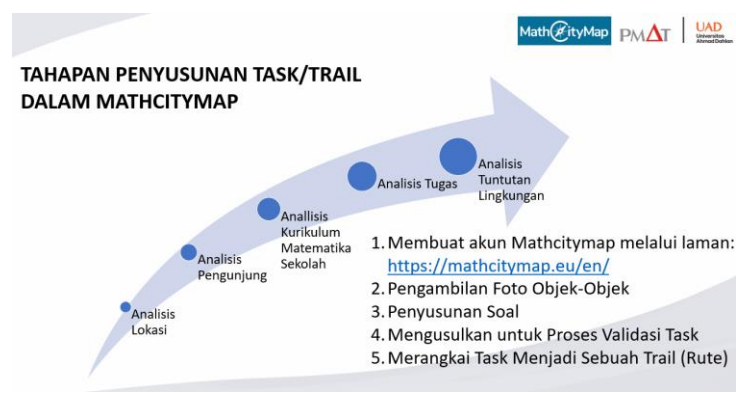 MathCityMap PMAT UAD
Universitas
Ahmad Dahlan
TAHAPAN PENYUSUNAN TASK/TRAIL
DALAM MATHCITYMAP
Analisis
Lokasi
Analisis
Pengunjung
Anallisis
Kurikulum
Matematika
Sekolah
Analisis Tugas
Analisis
Tuntutan
Lingkungan
1. Membuat akun Mathcitymap melalui laman:
https://mathcitymap.eu/en/
2. Pengambilan Foto Objek-Objek
3. Penyusunan Soal
4. Mengusulkan untuk Proses Validasi Task
5. Merangkai Task Menjadi Sebuah Trail (Rute)